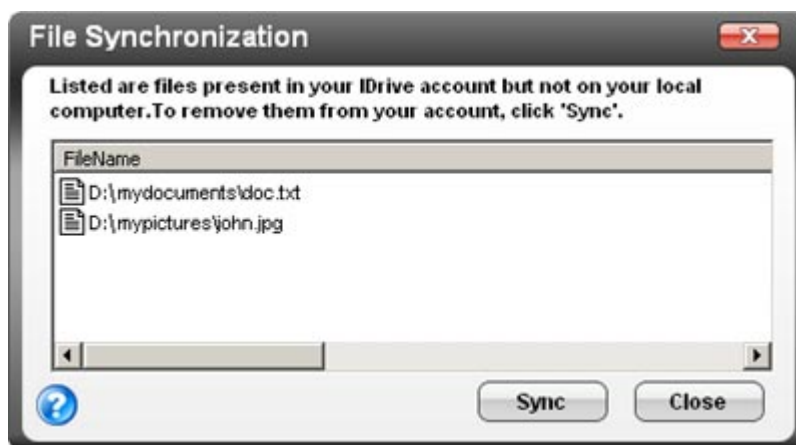 File Synchronization
Listed are files present in your IDrive account but not on your local
computer.To remove them from your account, click 'Sync'.
FileName
D:\mydocuments\doc.txt
D:\mypictures\john.jpg
Sync Close